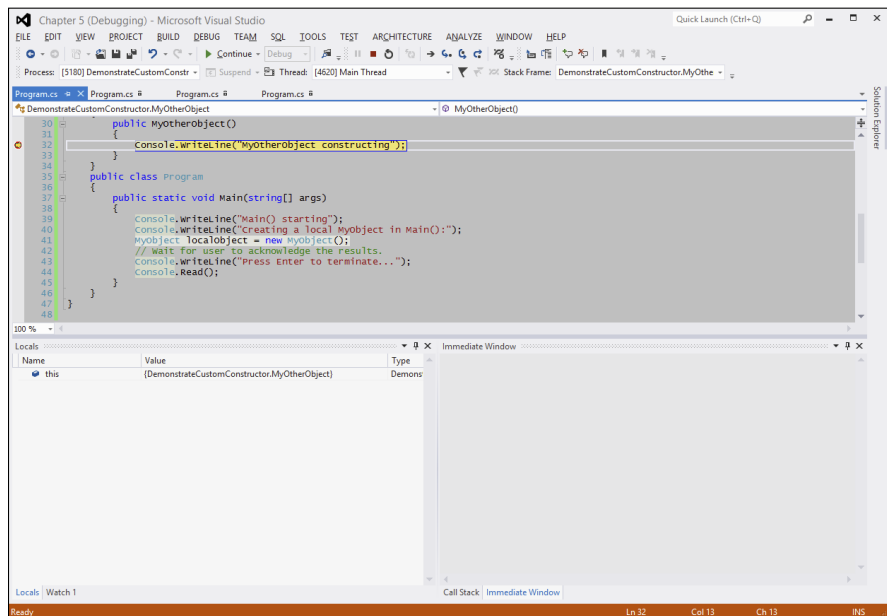 Chapter 5 (Debugging) - Microsoft Visual Studio
Quick Launch (Ctrl+Q)
FILE EDIT VIEW PROJECT BUILD DEBUG TEAM SQL TOOLS TEST ARCHITECTURE ANALYZE WINDOW HELP
Continue Debug
Process: [5180] DemonstrateCustomConstr Suspend Thread: [4620] Main Thread Stack Frame: DemonstrateCustomConstructor.MyOthe
Program.cs Program.cs Program.cs Program.cs
Solution Explorer
DemonstrateCustomConstructor.MyOtherObject MyOtherObject()
30 public MyOtherObject()
31 {
32 Console.WriteLine("MyOtherObject constructing");
33 }
34 }
35 public class Program
36 {
37 public static void Main(string[] args)
38 {
39 Console.WriteLine("Main() starting");
40 Console.WriteLine("Creating a local MyObject in Main():");
41 MyObject localObject = new MyObject();
42 // Wait for user to acknowledge the results.
43 Console.WriteLine("Press Enter to terminate...");
44 Console.Read();
45 }
46 }
47 }
48
100 %
Locals
Immediate Window
Name Value Type
this {DemonstrateCustomConstructor.MyOtherObject} Demons
Locals Watch 1
Call Stack Immediate Window
Ready Ln 32 Col 13 Ch 13 INS